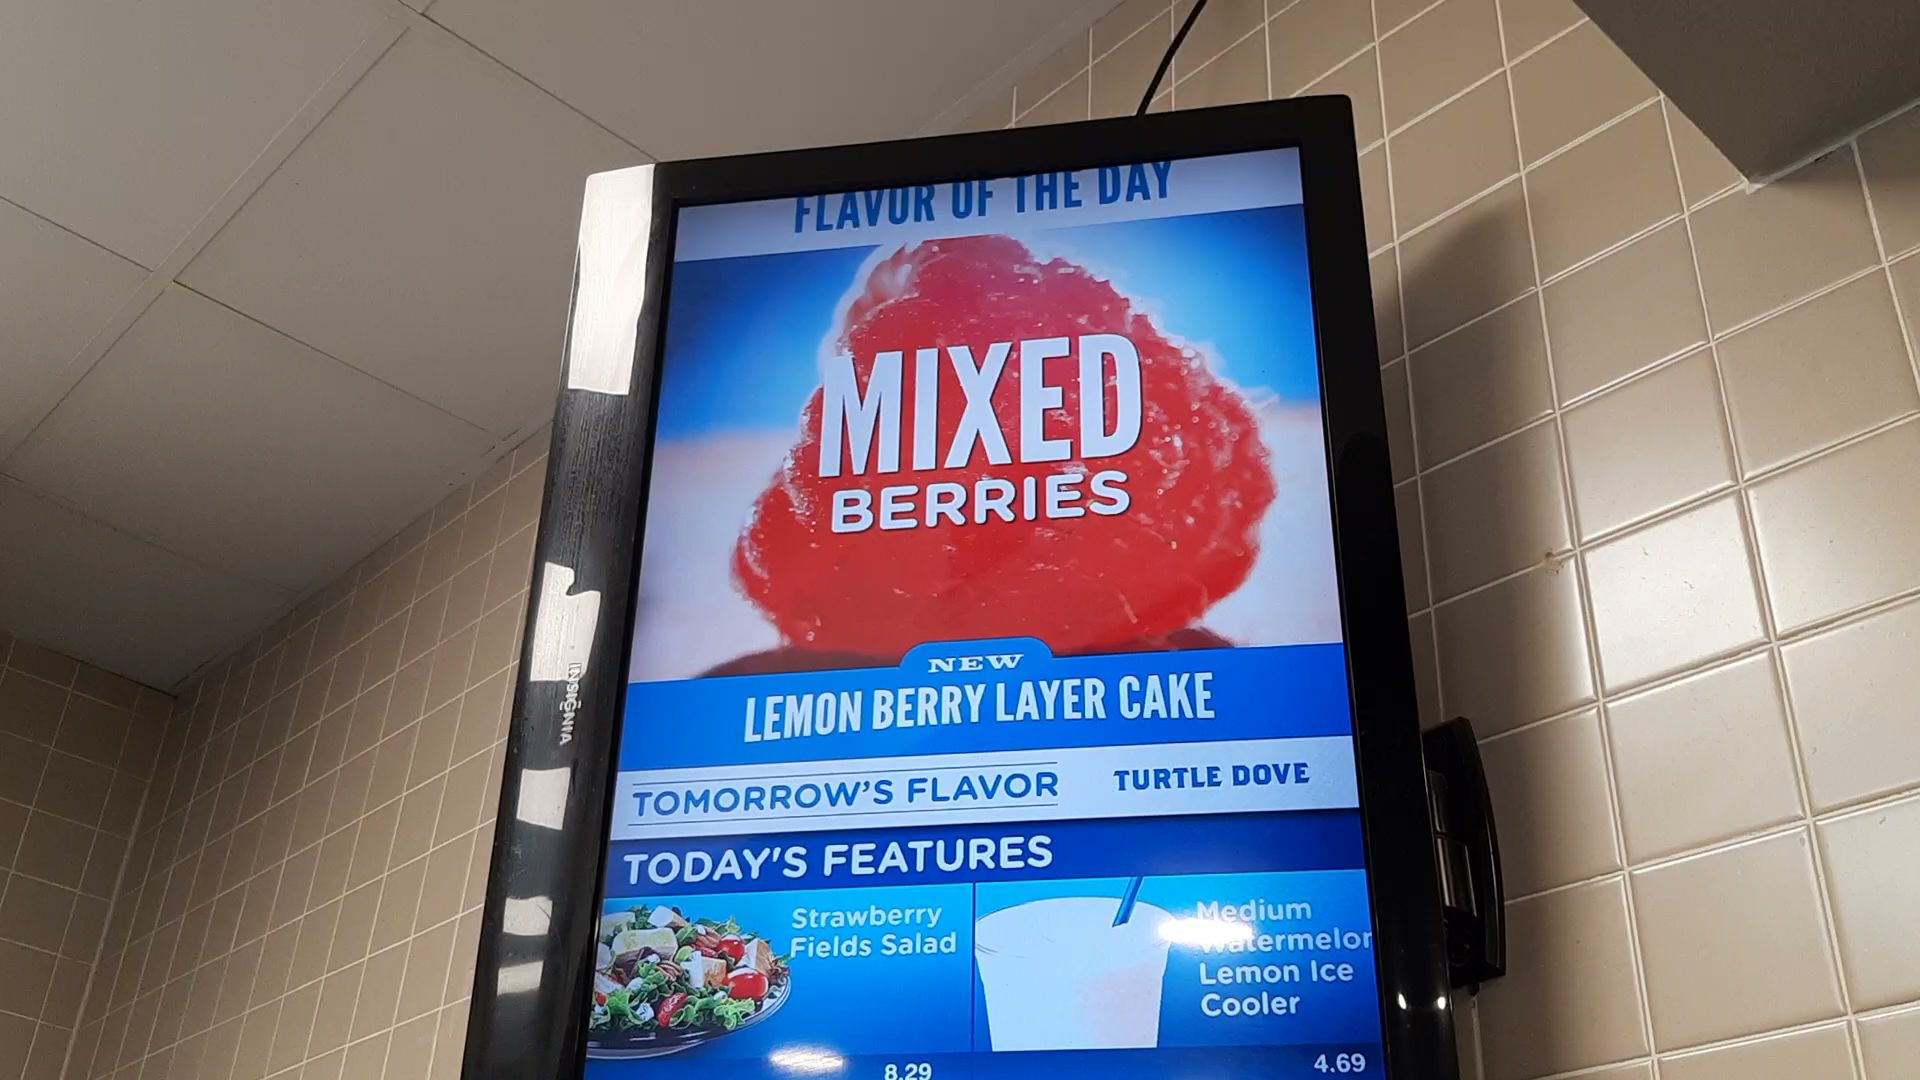 FLAVOR OF THE DAY
MIXED
BERRIES
NEW
LEMON BERRY LAYER CAKE
TOMORROW'S FLAVOR
TURTLE DOVE
TODAY'S FEATURES
Strawberry
Fields Salad
8.29
Medium
Watermelon
Lemon Ice
Cooler
4.69
INSIGNIA